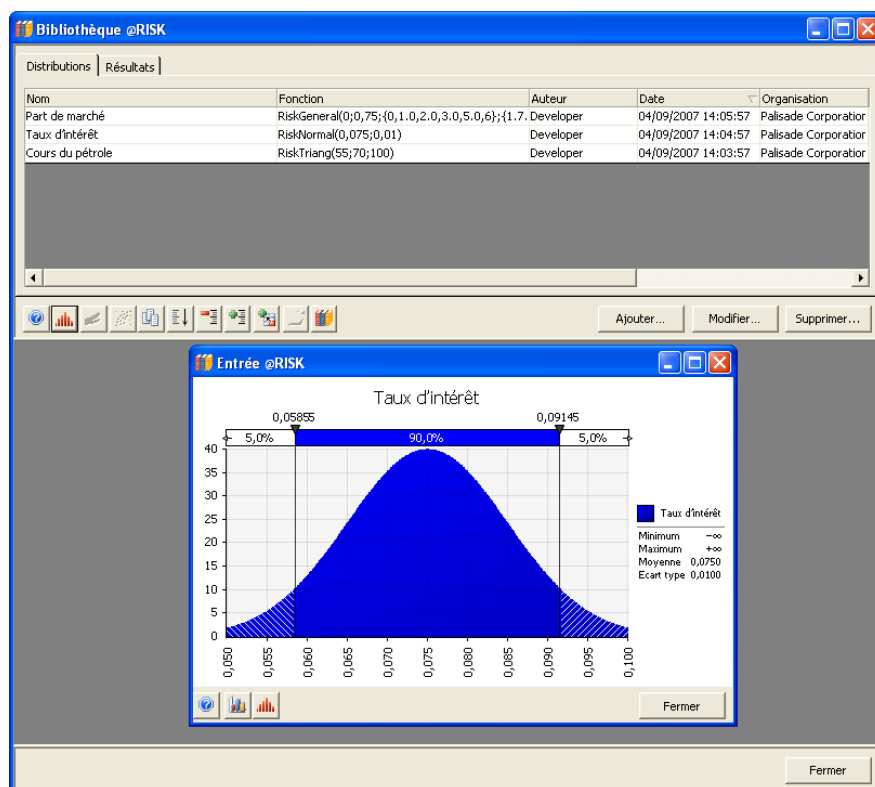 Bibliothèque @RISK
Distributions Résultats
Nom Fonction Auteur Date Organisation
Part de marché RiskGeneral(0;0,75;{0,1.0,2.0,3.0,5.0,6};{1.7. Developer 04/09/2007 14:05:57 Palisade Corporation
Taux d'intérêt RiskNormal(0,075;0,01) Developer 04/09/2007 14:04:57 Palisade Corporation
Cours du pétrole RiskTriang(55;70;100) Developer 04/09/2007 14:03:57 Palisade Corporation
Ajouter... Modifier... Supprimer...
Entrée @RISK
Taux d'intérêt
0,05855 0,09145
5,0% 90,0% 5,0%
40
35
30
25
20
15
10
5
0
0,050 0,055 0,060 0,065 0,070 0,075 0,080 0,085 0,090 0,095 0,100
Taux d'intérêt
Minimum -∞
Maximum +∞
Moyenne 0,0750
Ecart type 0,0100
Fermer
Fermer